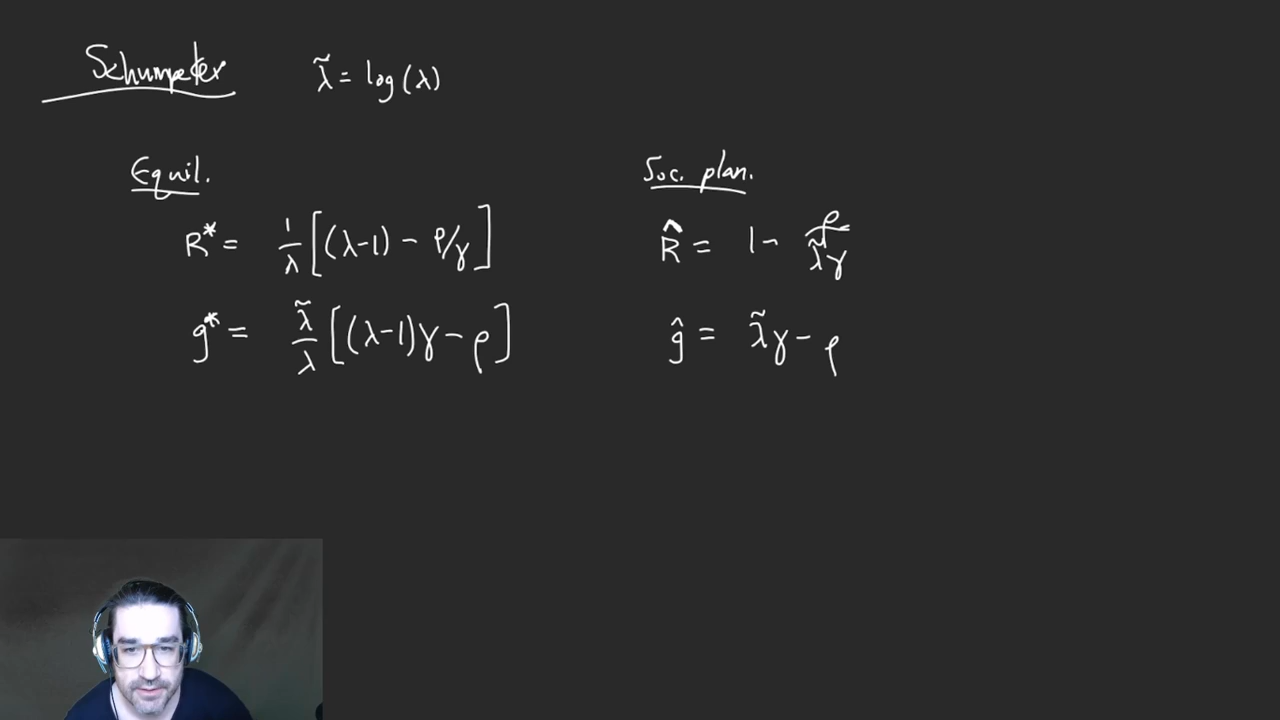 Schumpeter
λ̃ = log(λ)
Equil.
R* = 1/λ [(λ-1) - ρ/γ]
g* = λ̃/λ [(λ-1)γ - ρ]
Soc. plan.
R̂ = 1 - ρ/λ̃γ
ĝ = λ̃γ - ρ